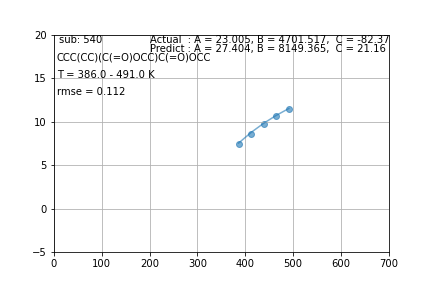 sub: 540
Actual : A = 23.005, B = 4701.517, C = -82.37
Predict : A = 27.404, B = 8149.365, C = 21.16
CCC(CC)(C(=O)OCC)C(=O)OCC
T = 386.0 - 491.0 K
rmse = 0.112
20
15
10
5
0
−5
0 100 200 300 400 500 600 700